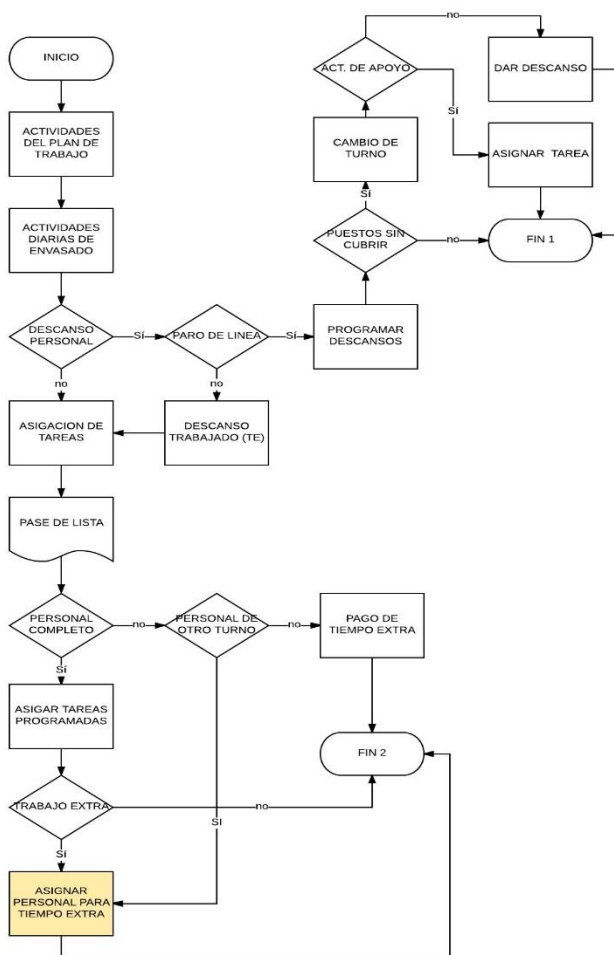 INICIO
ACTIVIDADES
DEL PLAN DE
TRABAJO
ACTIVIDADES
DIARIAS DE
ENVASADO
DESCANSO
PERSONAL
Sí
no
PARO DE LINEA
Sí
no
PROGRAMAR
DESCANSOS
PUESTOS SIN
CUBRIR
Sí
no
CAMBIO DE
TURNO
ACT. DE APOYO
no
Sí
DAR DESCANSO
ASIGNAR TAREA
FIN 1
DESCANSO
TRABAJADO (TE)
ASIGACION DE
TAREAS
PASE DE LISTA
PERSONAL
COMPLETO
no
Sí
PERSONAL DE
OTRO TURNO
no
SI
PAGO DE
TIEMPO EXTRA
ASIGAR TAREAS
PROGRAMADAS
FIN 2
TRABAJO EXTRA
no
Sí
ASIGNAR
PERSONAL PARA
TIEMPO EXTRA